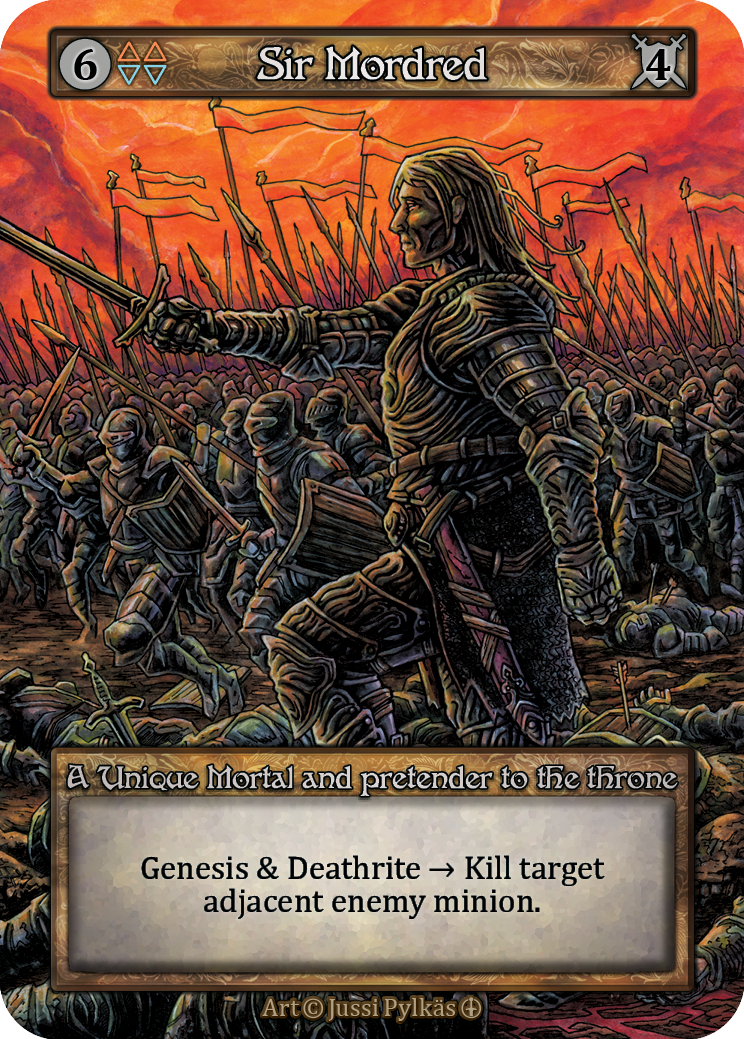 6
Sir Mordred
4
A Unique Mortal and pretender to the throne
Genesis & Deathrite → Kill target
adjacent enemy minion.
Art © Jussi Pylkäs